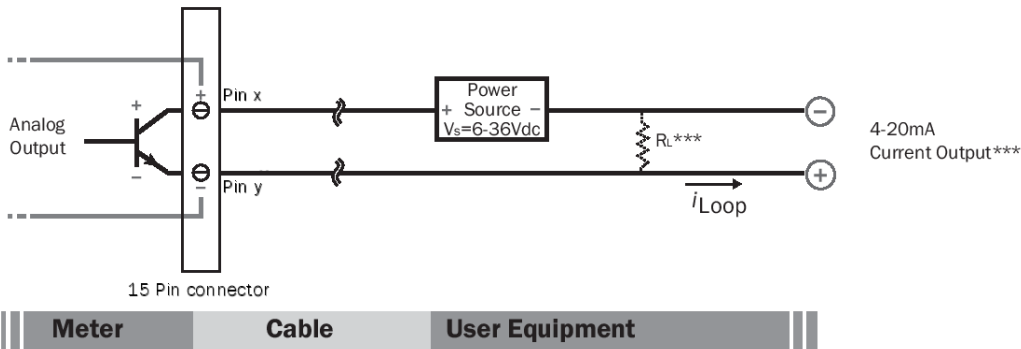 Analog
Output
+
−
+
Pin x
−
Pin y
Power
+ Source −
Vs=6-36Vdc
RL***
iLoop
−
+
4-20mA
Current Output***
15 Pin connector
Meter
Cable
User Equipment